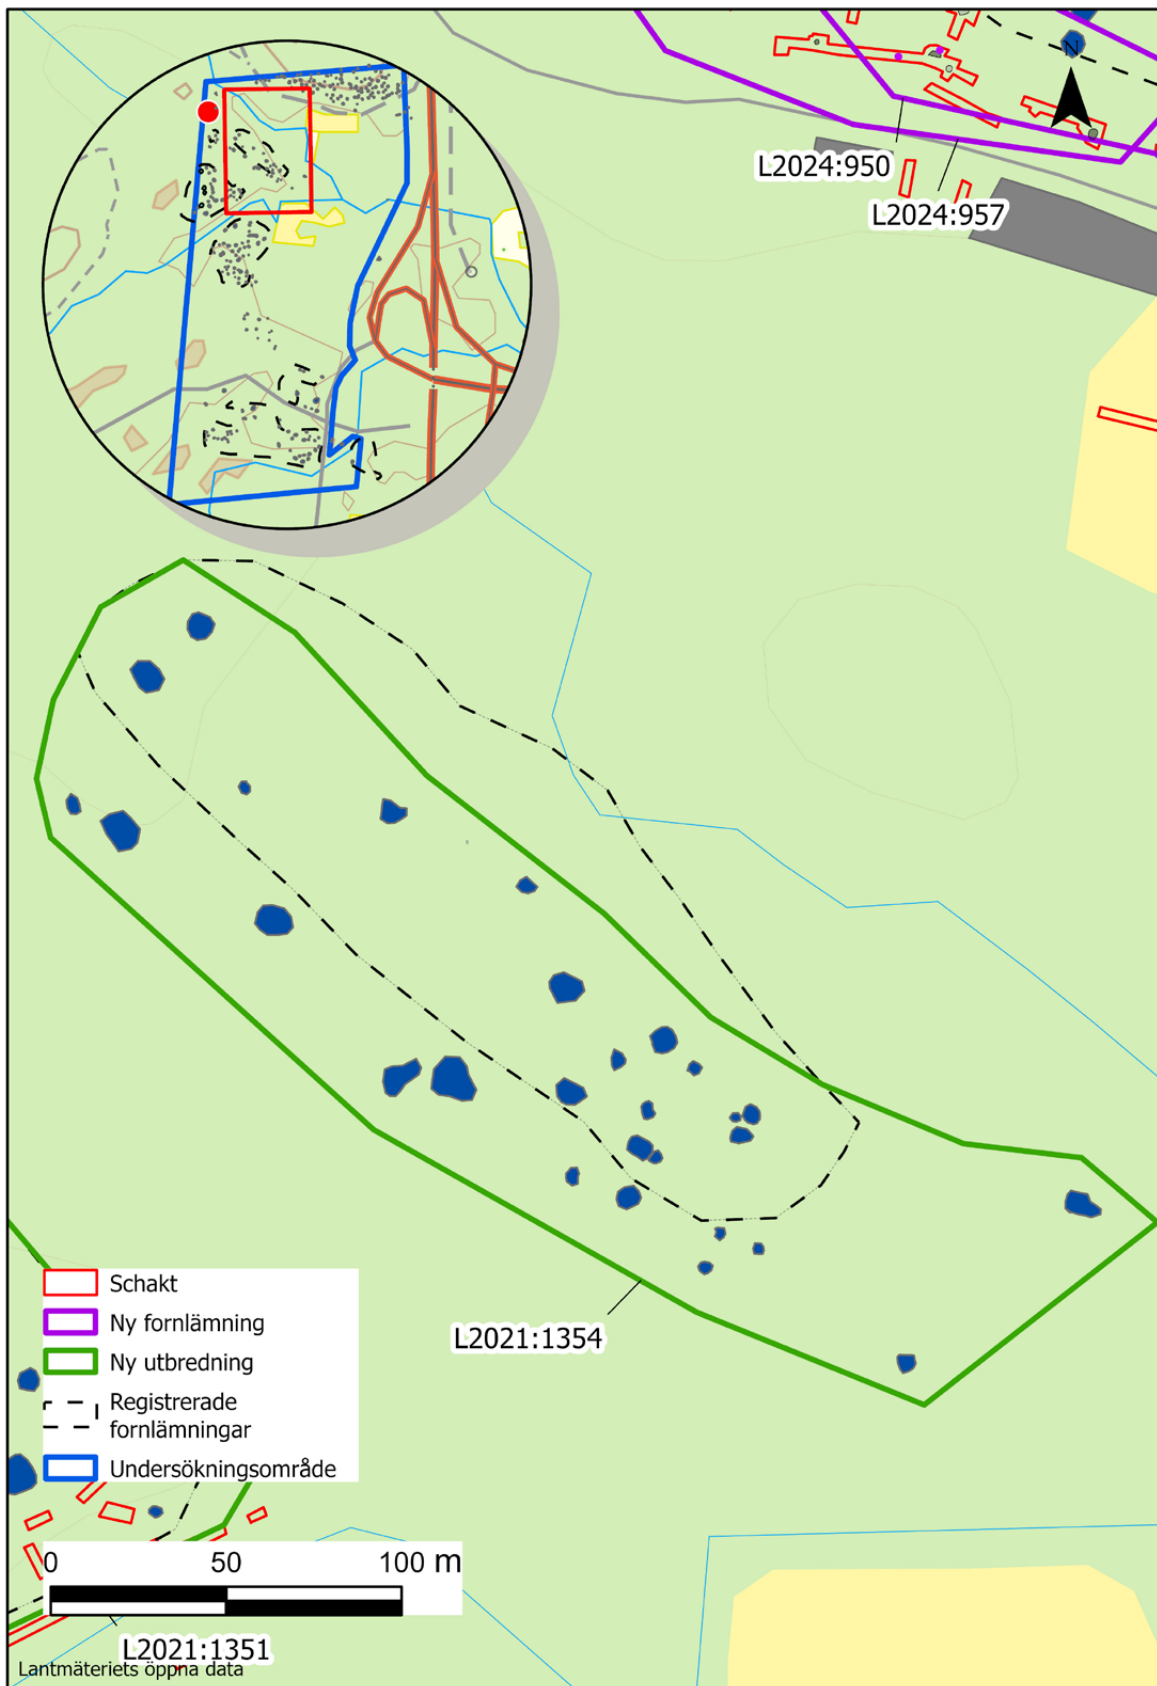 N
L2024:950
L2024:957
L2021:1354
Schakt
Ny fornlämning
Ny utbredning
Registrerade
fornlämningar
Undersökningsområde
0 50 100 m
L2021:1351
Lantmäteriets öppna data